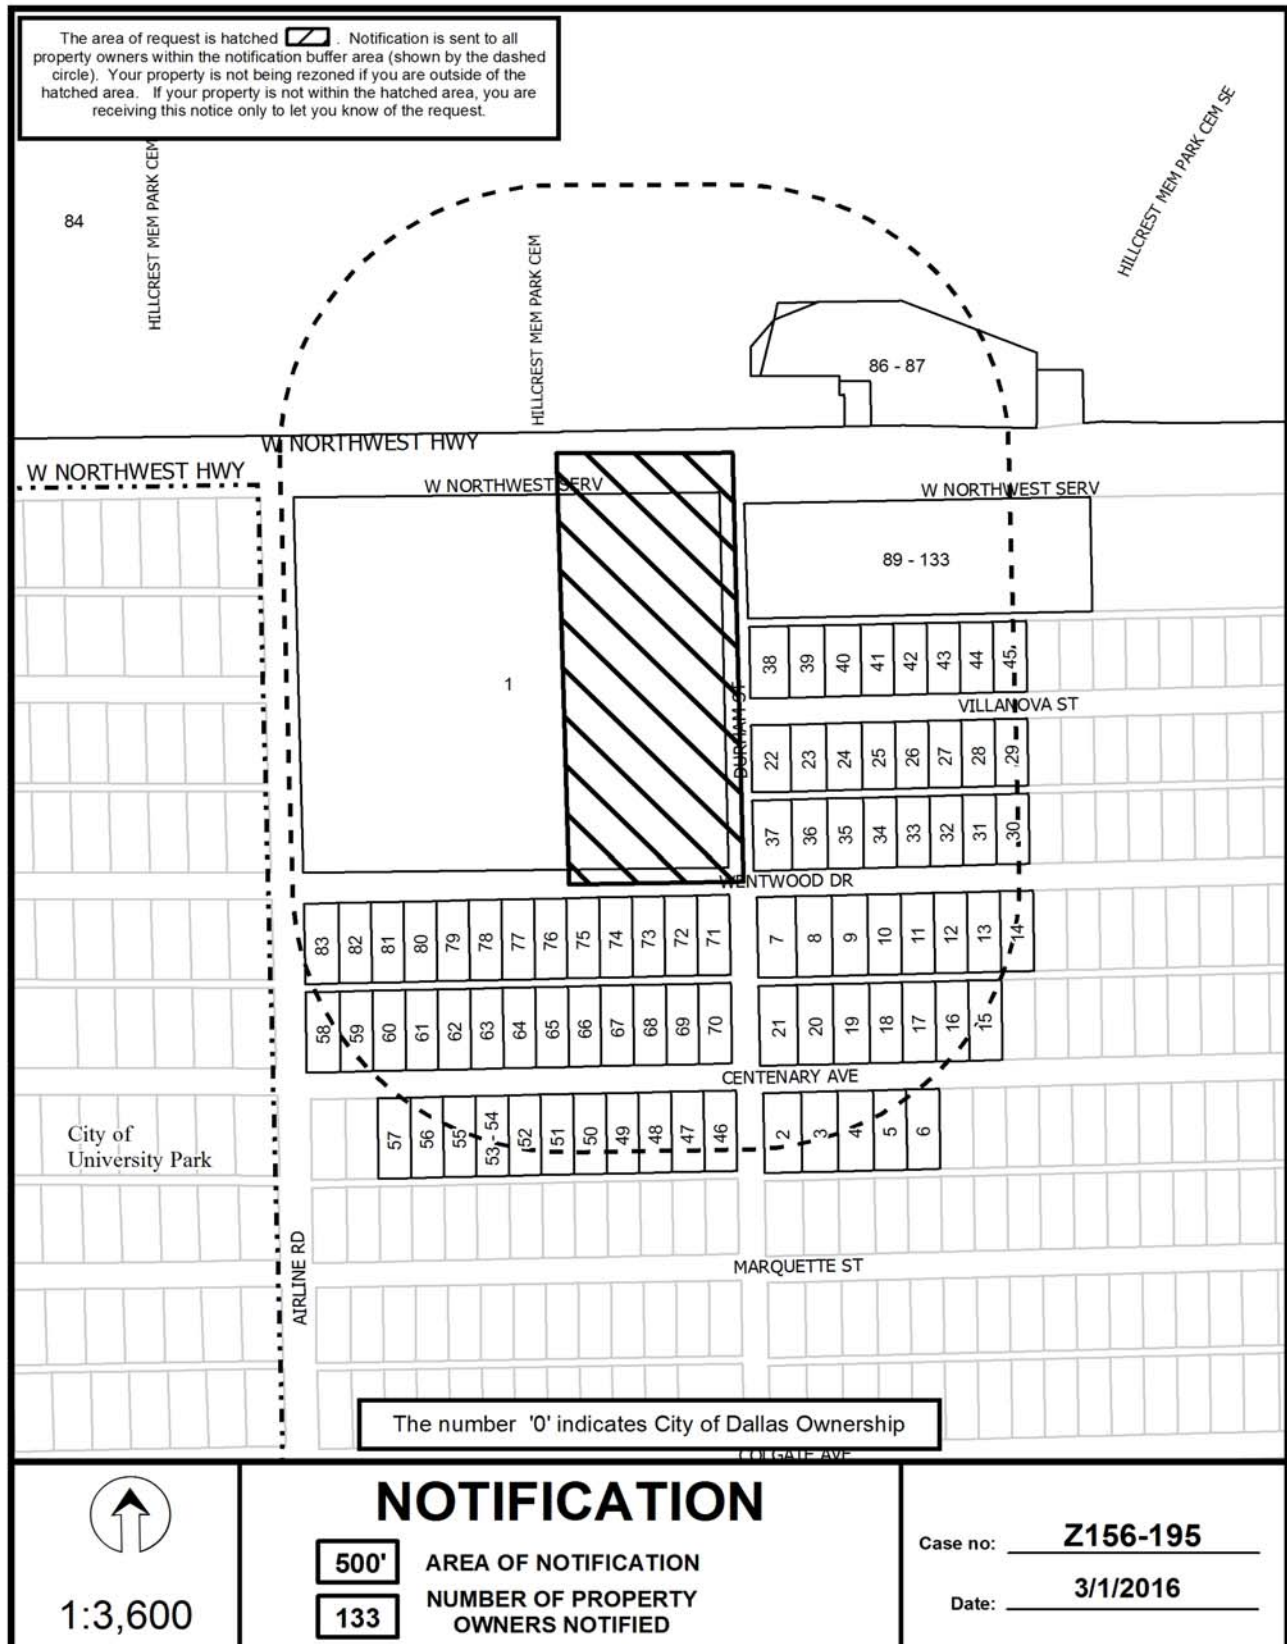 The area of request is hatched . Notification is sent to all
property owners within the notification buffer area (shown by the dashed
circle). Your property is not being rezoned if you are outside of the
hatched area. If your property is not within the hatched area, you are
receiving this notice only to let you know of the request.
HILLCREST MEM PARK CEM
HILLCREST MEM PARK CEM SE
84
HILLCREST MEM PARK CEM
86 - 87
W NORTHWEST HWY
W NORTHWEST HWY
W NORTHWEST SERV
W NORTHWEST SERV
89 - 133
1
38 39 40 41 42 43 44 45
DURHAM ST
VILLANOVA ST
22 23 24 25 26 27 28 29
37 36 35 34 33 32 31 30
WENTWOOD DR
83 82 81 80 79 78 77 76 75 74 73 72 71
7 8 9 10 11 12 13 14
58 59 60 61 62 63 64 65 66 67 68 69 70
21 20 19 18 17 16 15
CENTENARY AVE
57 56 55 53 - 54 52 51 50 49 48 47 46
2 3 4 5 6
City of
University Park
AIRLINE RD
MARQUETTE ST
The number '0' indicates City of Dallas Ownership
COLGATE AVE
1:3,600
NOTIFICATION
500' AREA OF NOTIFICATION
133 NUMBER OF PROPERTY
OWNERS NOTIFIED
Case no: Z156-195
Date: 3/1/2016